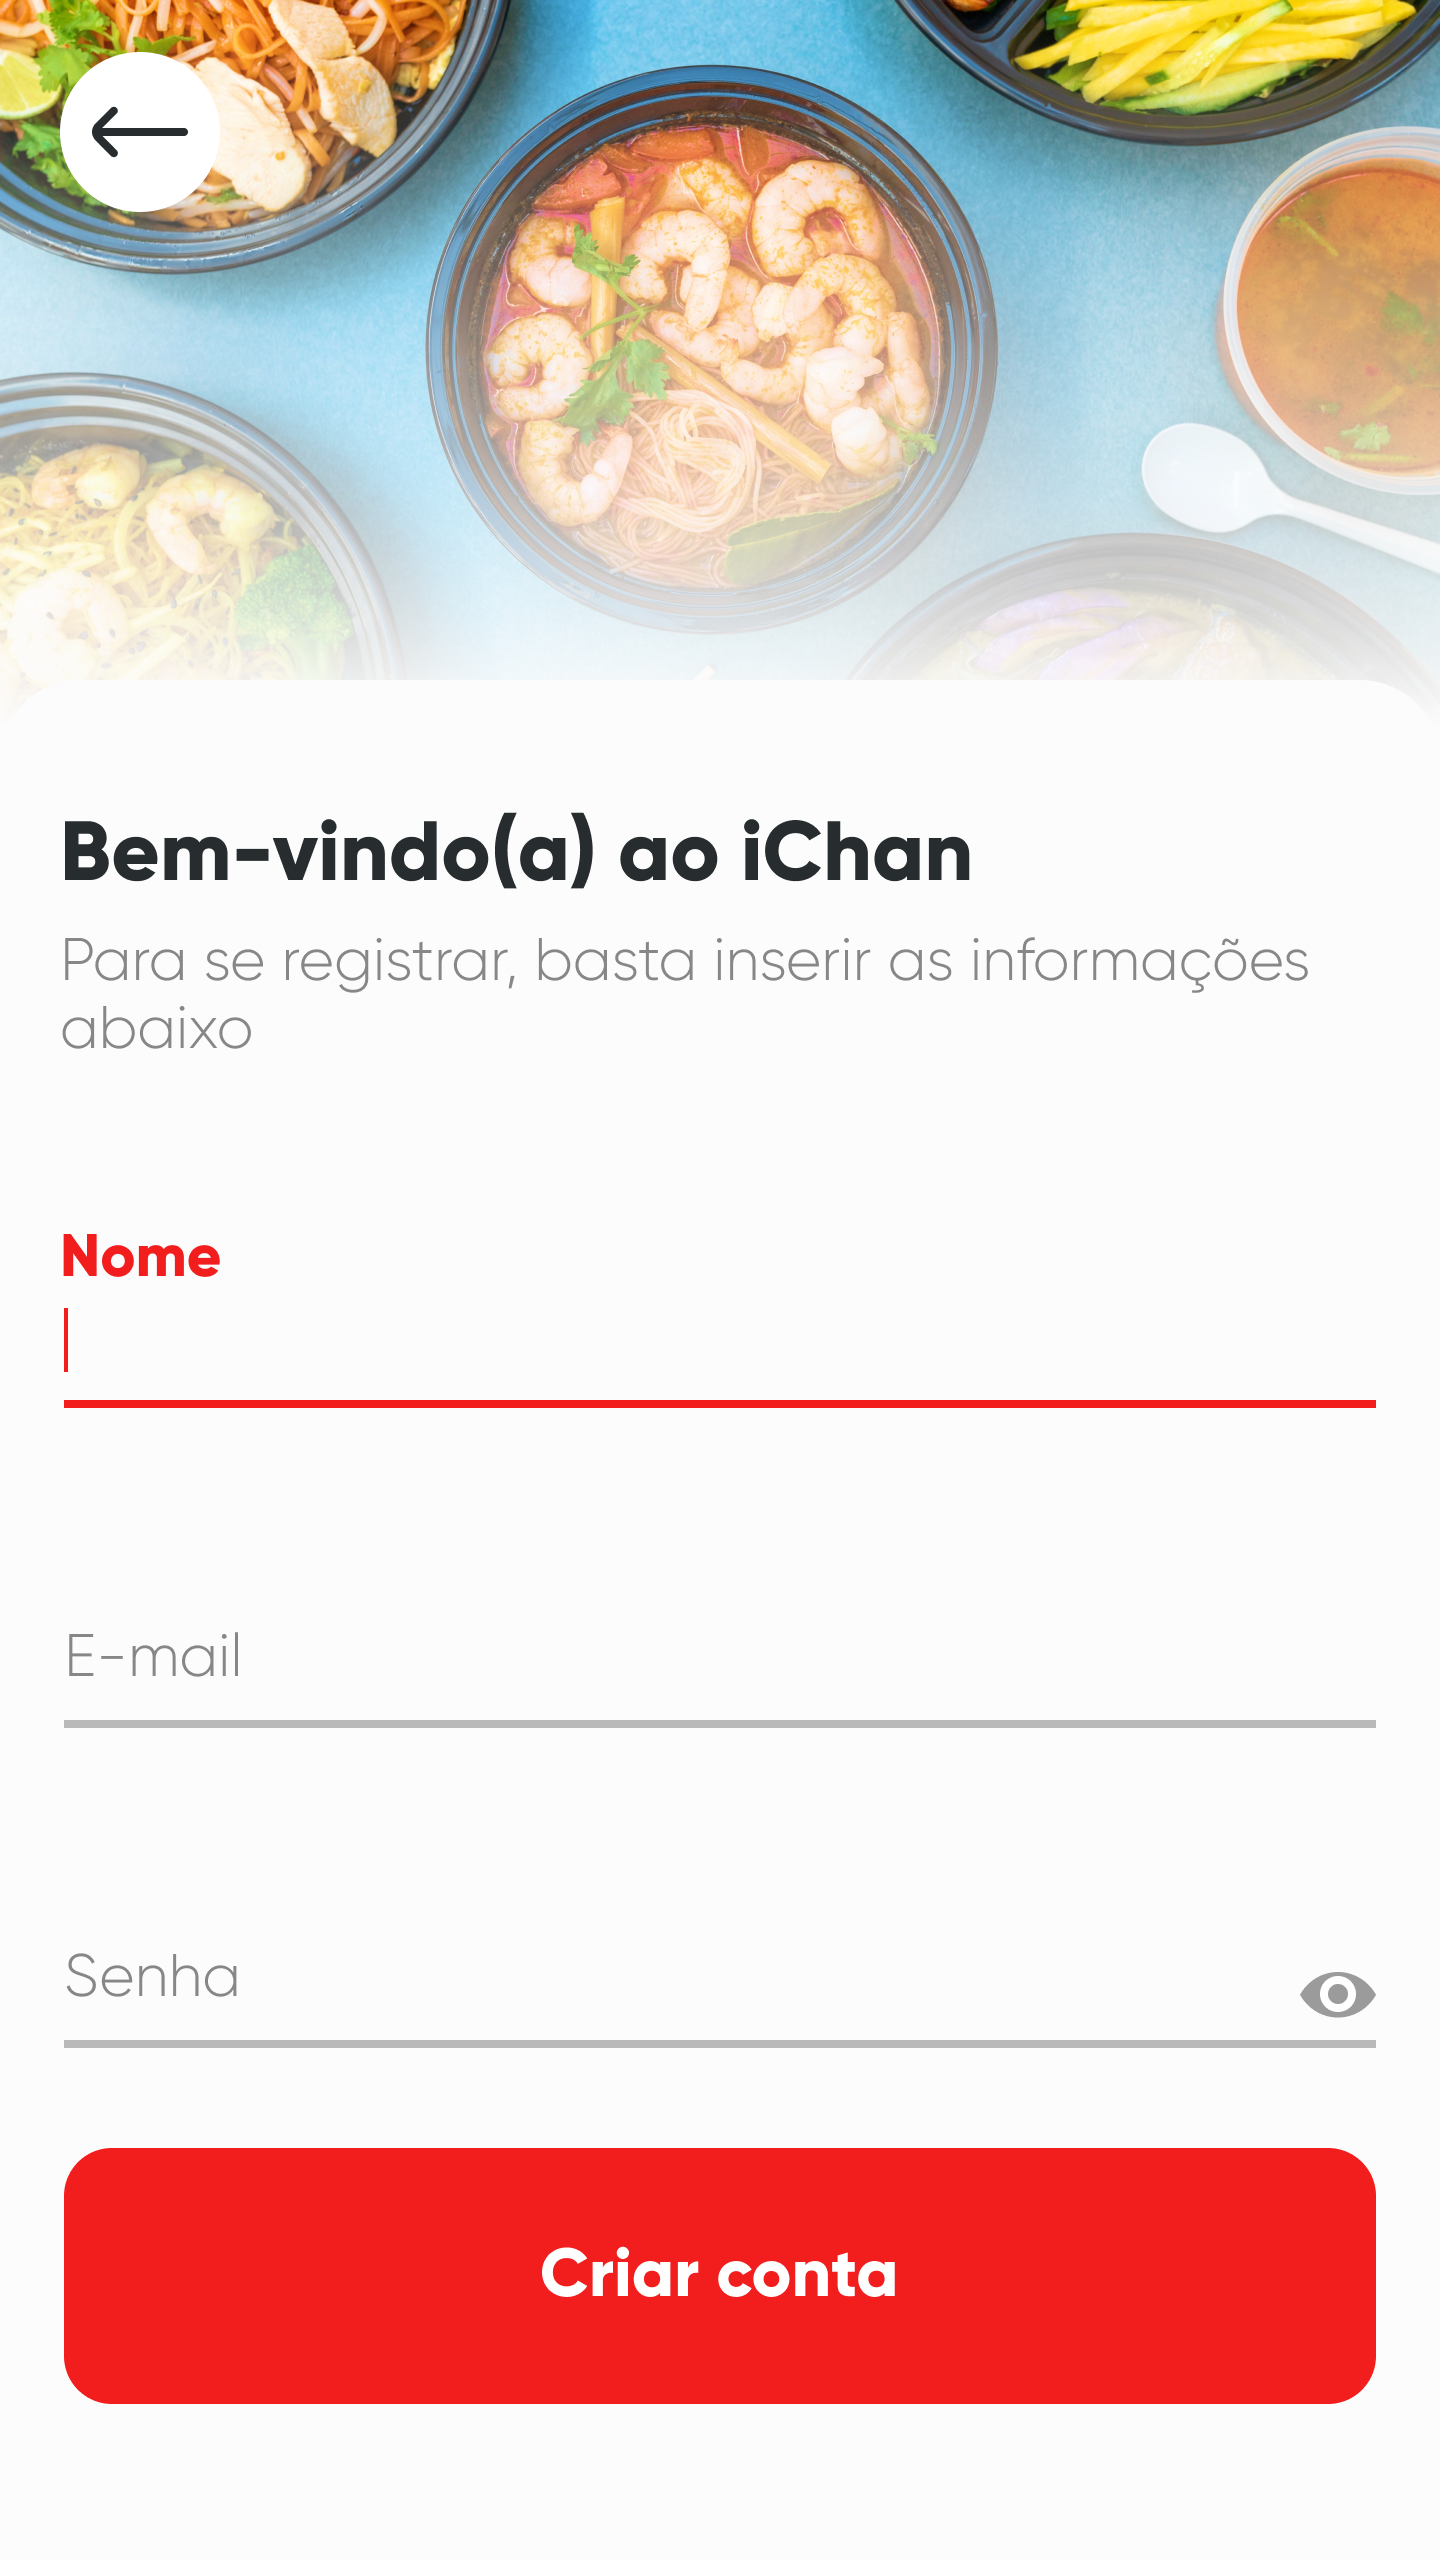 Bem-vindo(a) ao iChan
Para se registrar, basta inserir as informações
abaixo
Nome
E-mail
Senha
Criar conta